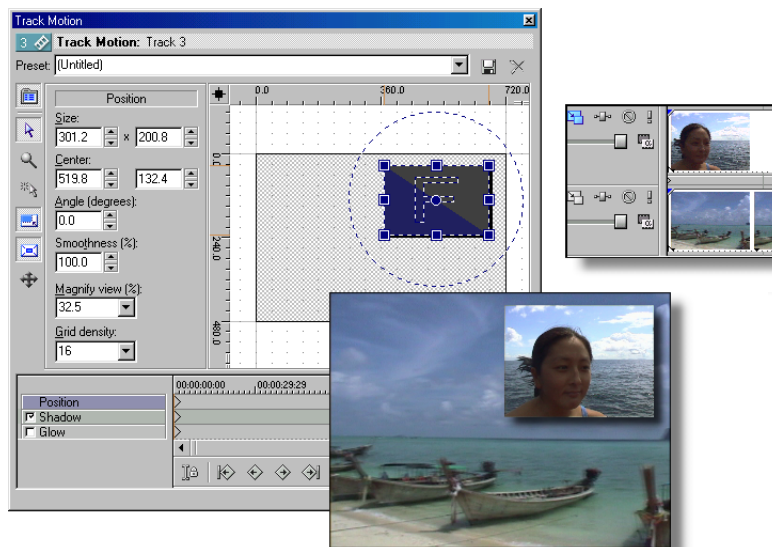 Track Motion
3 Track Motion: Track 3
Preset: (Untitled)
Position
Size:
301.2 x 200.8
Center:
519.8 132.4
Angle (degrees):
0.0
Smoothness (%):
100.0
Magnify view (%):
32.5
Grid density:
16
0.0 360.0 720.0
0.0
240.0
480.0
F
00:00:00:00 00:00:29:29
Position
Shadow
Glow